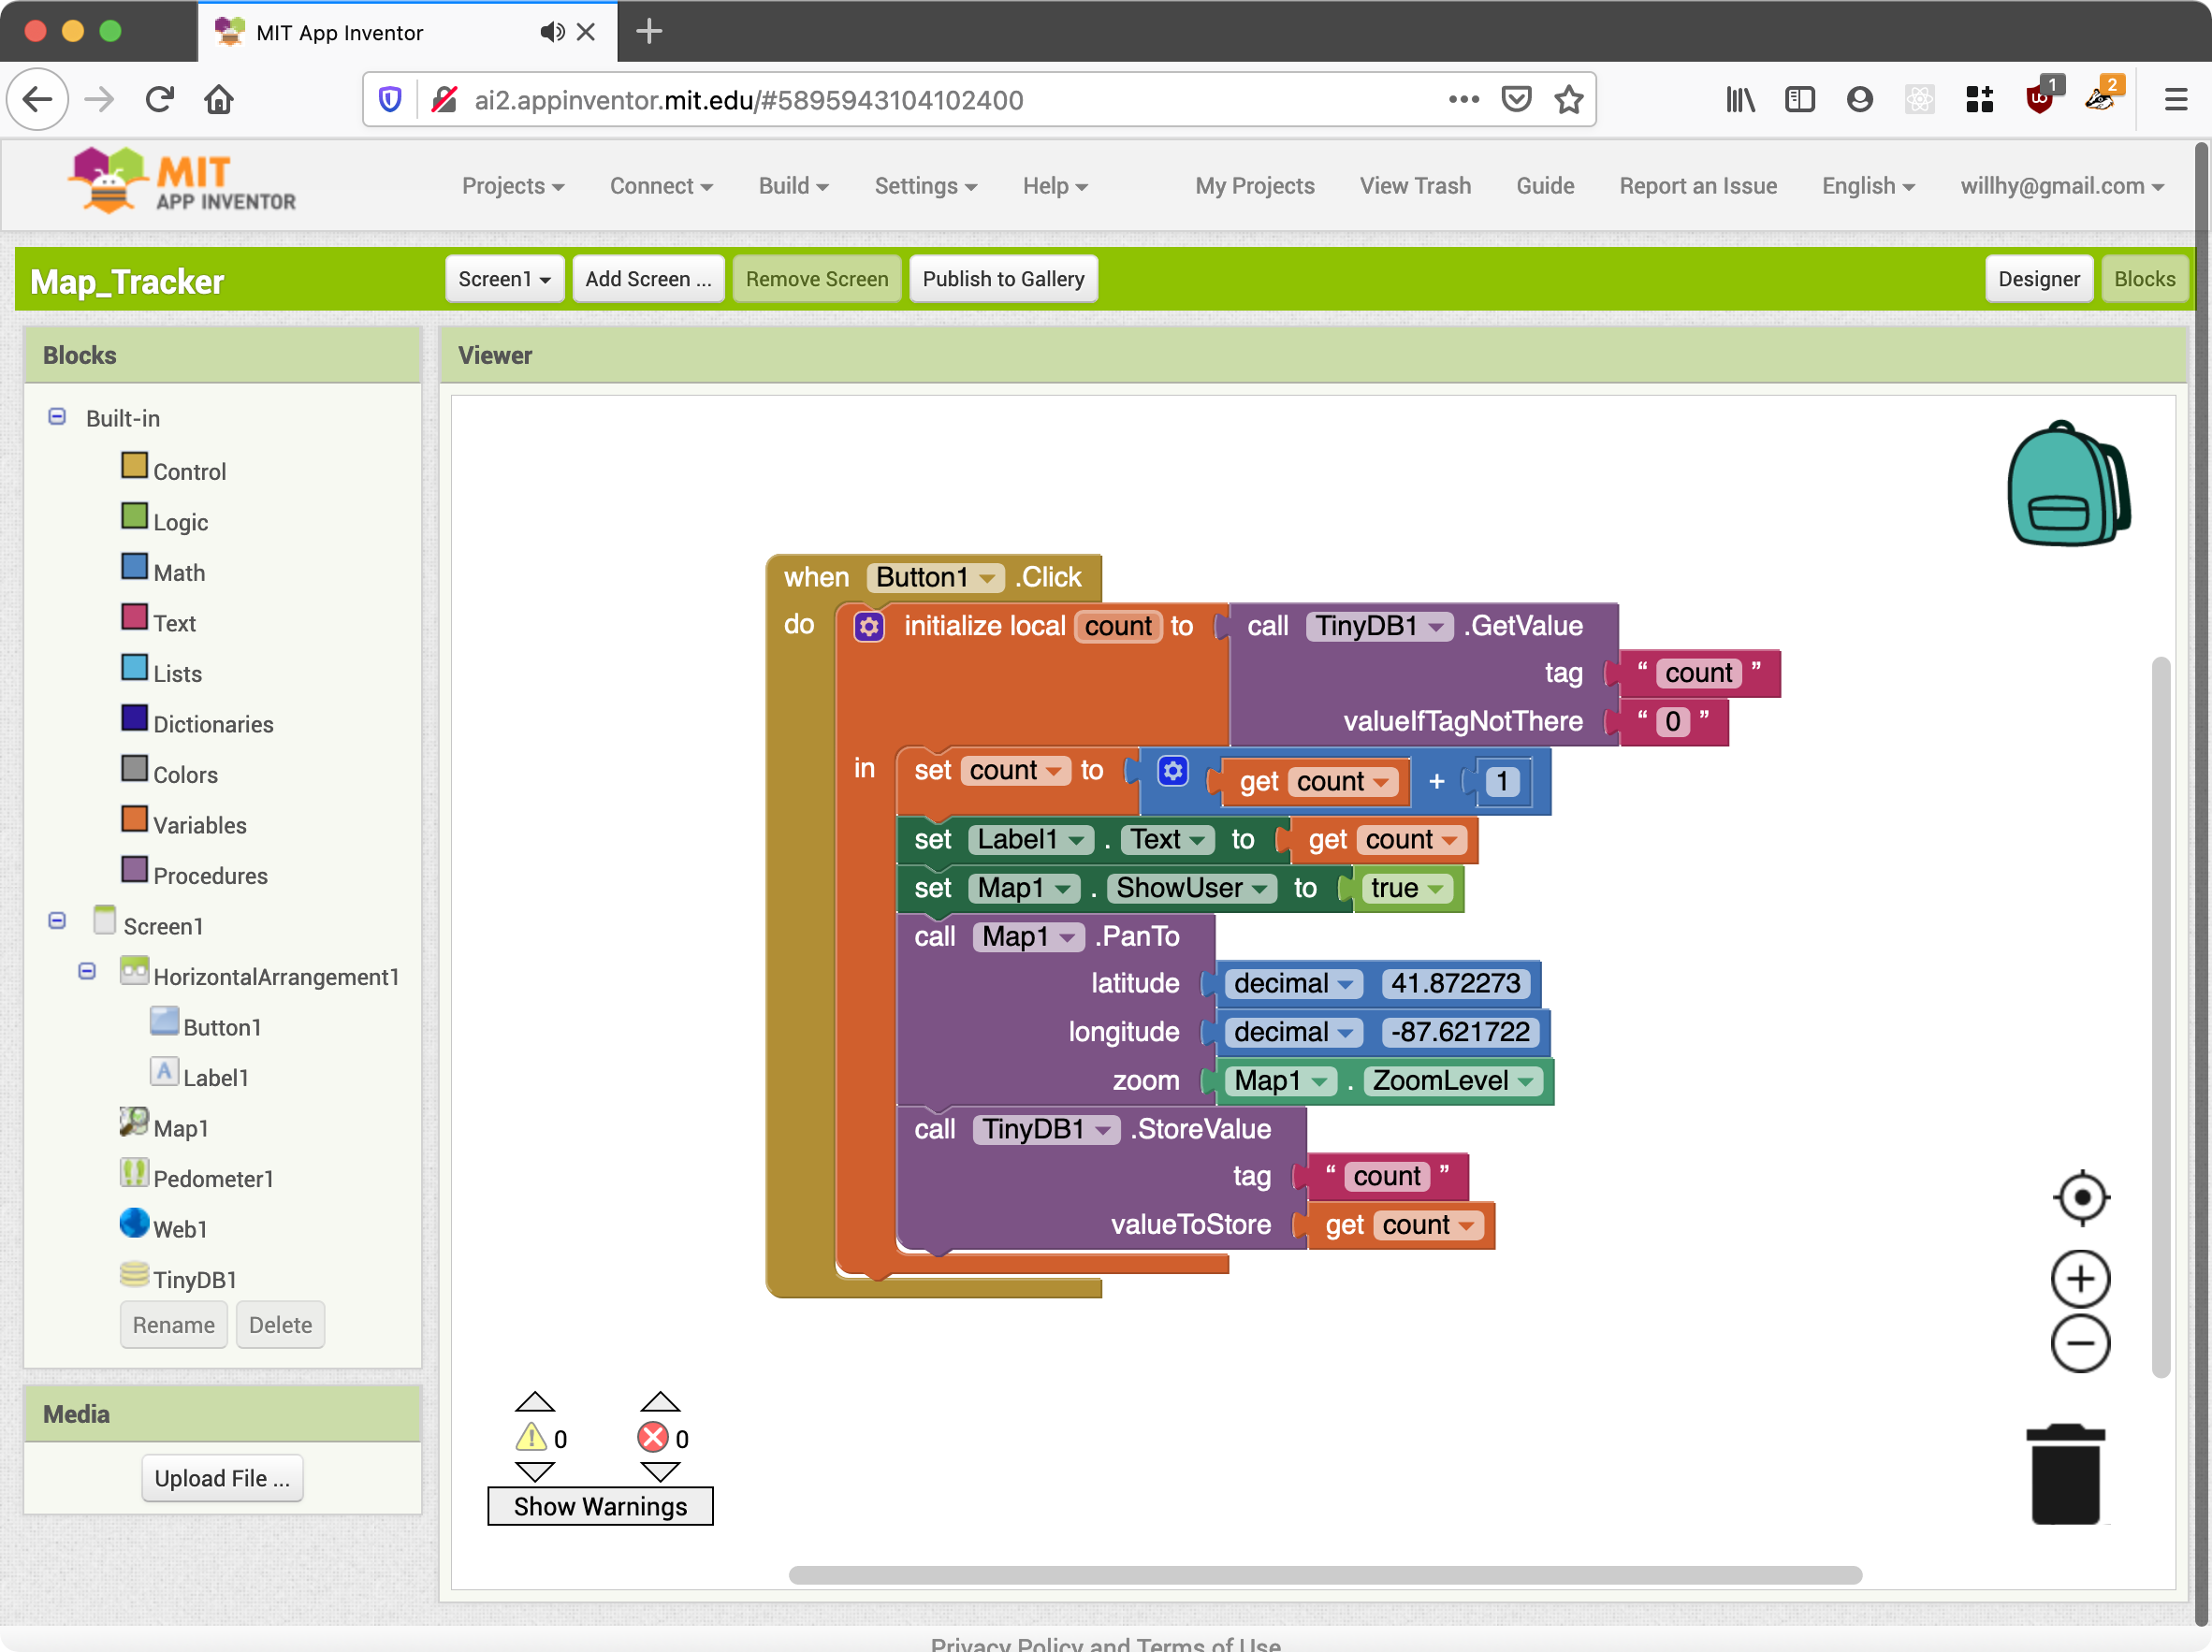 MIT App Inventor
ai2.appinventor.mit.edu/#5895943104102400
1
2
MIT
APP INVENTOR
Projects Connect Build Settings Help My Projects View Trash Guide Report an Issue English willhy@gmail.com
Map_Tracker Screen1 Add Screen ... Remove Screen Publish to Gallery Designer Blocks
Blocks
Built-in
Control
Logic
Math
Text
Lists
Dictionaries
Colors
Variables
Procedures
Screen1
HorizontalArrangement1
Button1
Label1
Map1
Pedometer1
Web1
TinyDB1
Rename Delete
Media
Upload File ...
Viewer
when Button1 .Click
do initialize local count to call TinyDB1 .GetValue
tag “ count ”
valueIfTagNotThere “ 0 ”
in set count to get count + 1
set Label1 . Text to get count
set Map1 . ShowUser to true
call Map1 .PanTo
latitude decimal 41.872273
longitude decimal -87.621722
zoom Map1 . ZoomLevel
call TinyDB1 .StoreValue
tag “ count ”
valueToStore get count
0 0
Show Warnings
Privacy Policy and Terms of Use